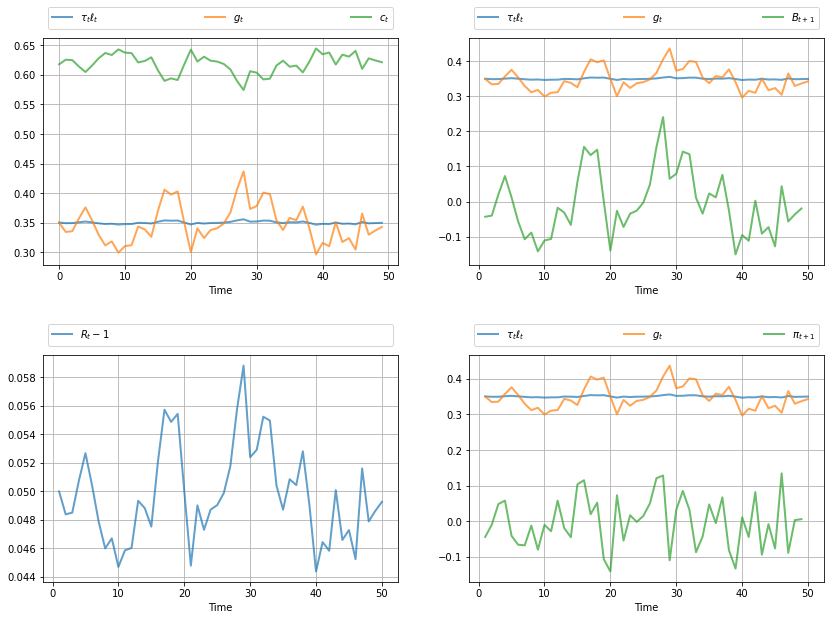 τₜℓₜ gₜ cₜ
0.65
0.60
0.55
0.50
0.45
0.40
0.35
0.30
0 10 20 30 40 50
Time
τₜℓₜ gₜ Bₜ₊₁
0.4
0.3
0.2
0.1
0.0
−0.1
0 10 20 30 40 50
Time
Rₜ − 1
0.058
0.056
0.054
0.052
0.050
0.048
0.046
0.044
0 10 20 30 40 50
Time
τₜℓₜ gₜ πₜ₊₁
0.4
0.3
0.2
0.1
0.0
−0.1
0 10 20 30 40 50
Time